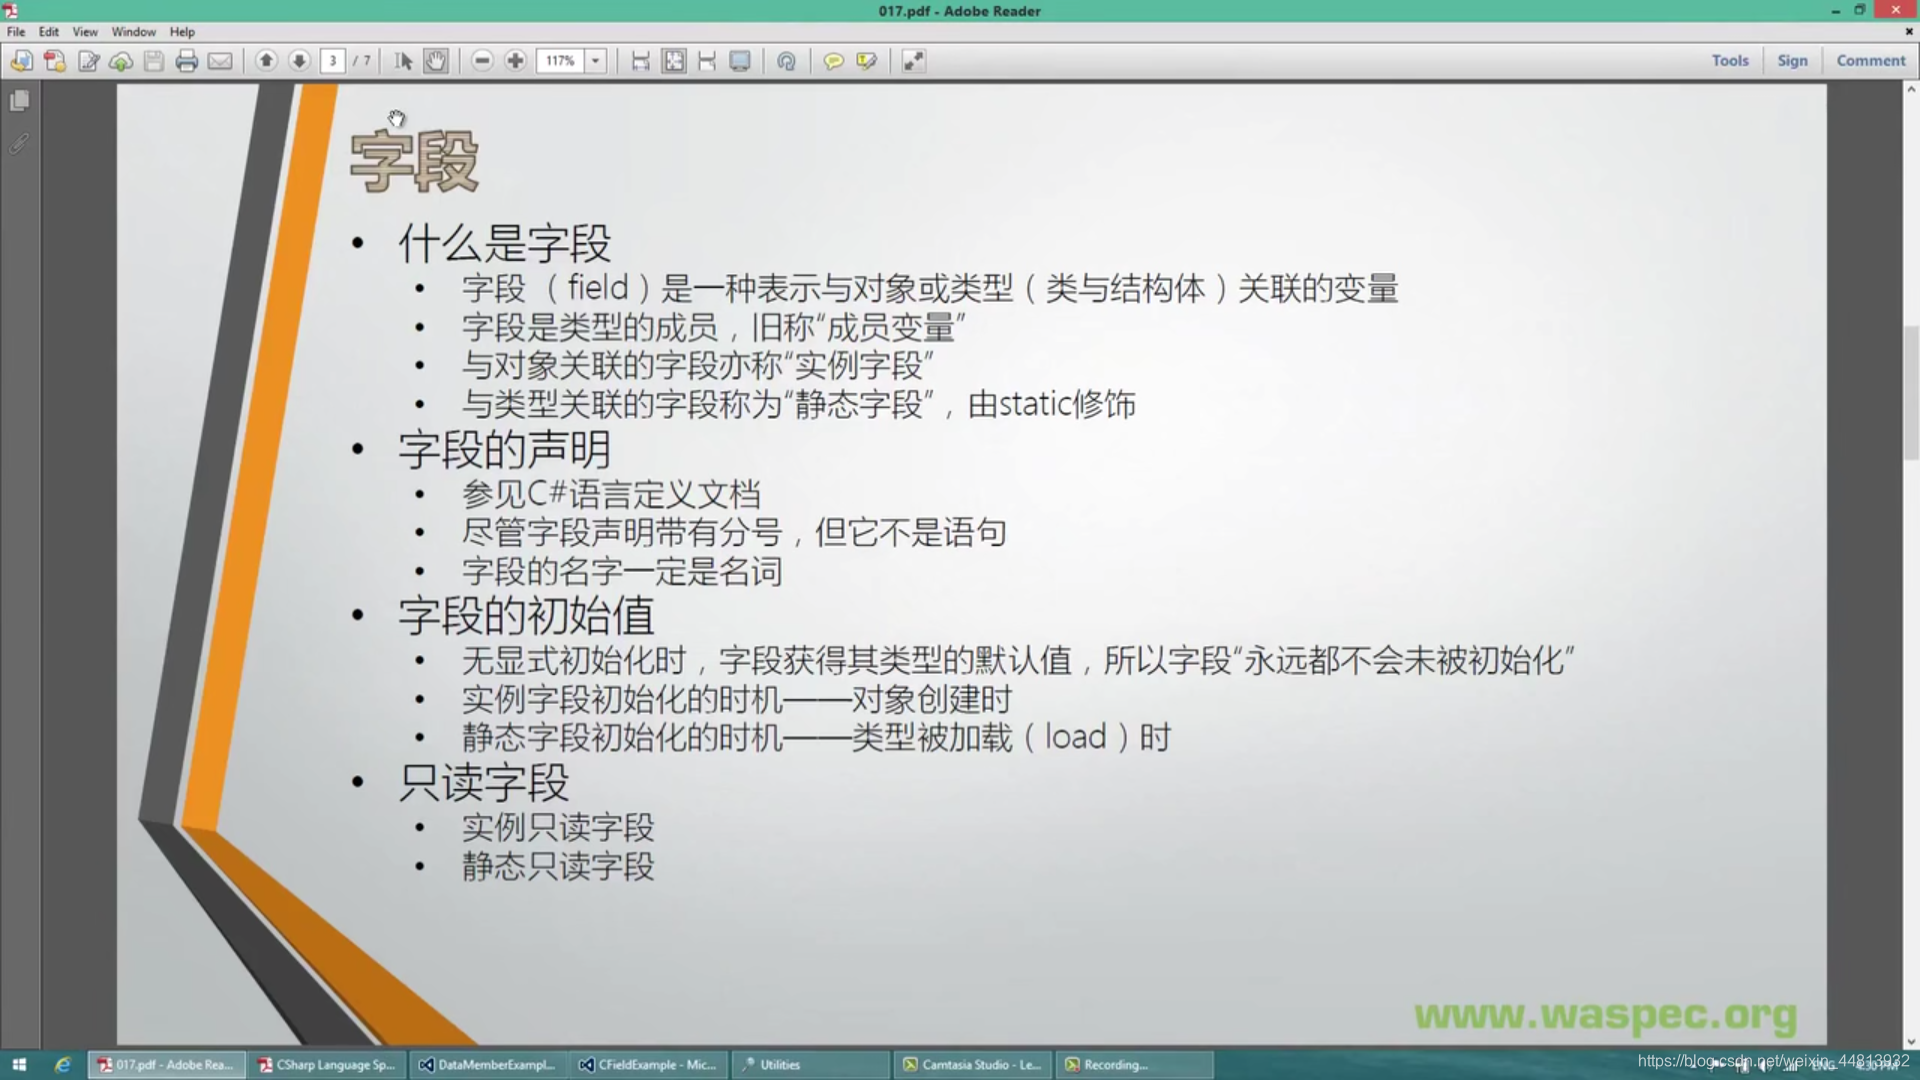 017.pdf - Adobe Reader
File Edit View Window Help
3 / 7 117% Tools Sign Comment
字段
• 什么是字段
• 字段 （field）是一种表示与对象或类型（类与结构体）关联的变量
• 字段是类型的成员，旧称“成员变量”
• 与对象关联的字段亦称“实例字段”
• 与类型关联的字段称为“静态字段”，由static修饰
• 字段的声明
• 参见C#语言定义文档
• 尽管字段声明带有分号，但它不是语句
• 字段的名字一定是名词
• 字段的初始值
• 无显式初始化时，字段获得其类型的默认值，所以字段“永远都不会未被初始化”
• 实例字段初始化的时机——对象创建时
• 静态字段初始化的时机——类型被加载（load）时
• 只读字段
• 实例只读字段
• 静态只读字段
www.waspec.org
017.pdf - Adobe Rea... CSharp Language Sp... DataMemberExampl... CFieldExample - Mic... Utilities Camtasia Studio - Le... Recording...
https://blog.csdn.net/weixin_44813932